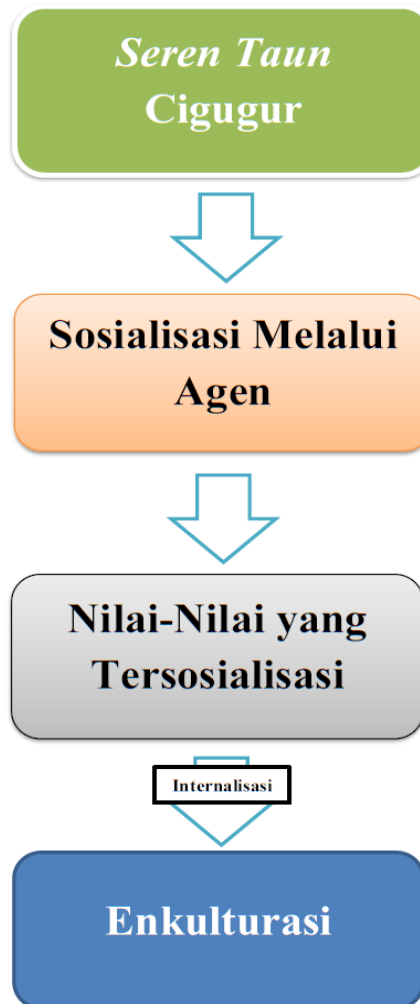 Seren Taun
Cigugur
Sosialisasi Melalui
Agen
Nilai-Nilai yang
Tersosialisasi
Internalisasi
Enkulturasi